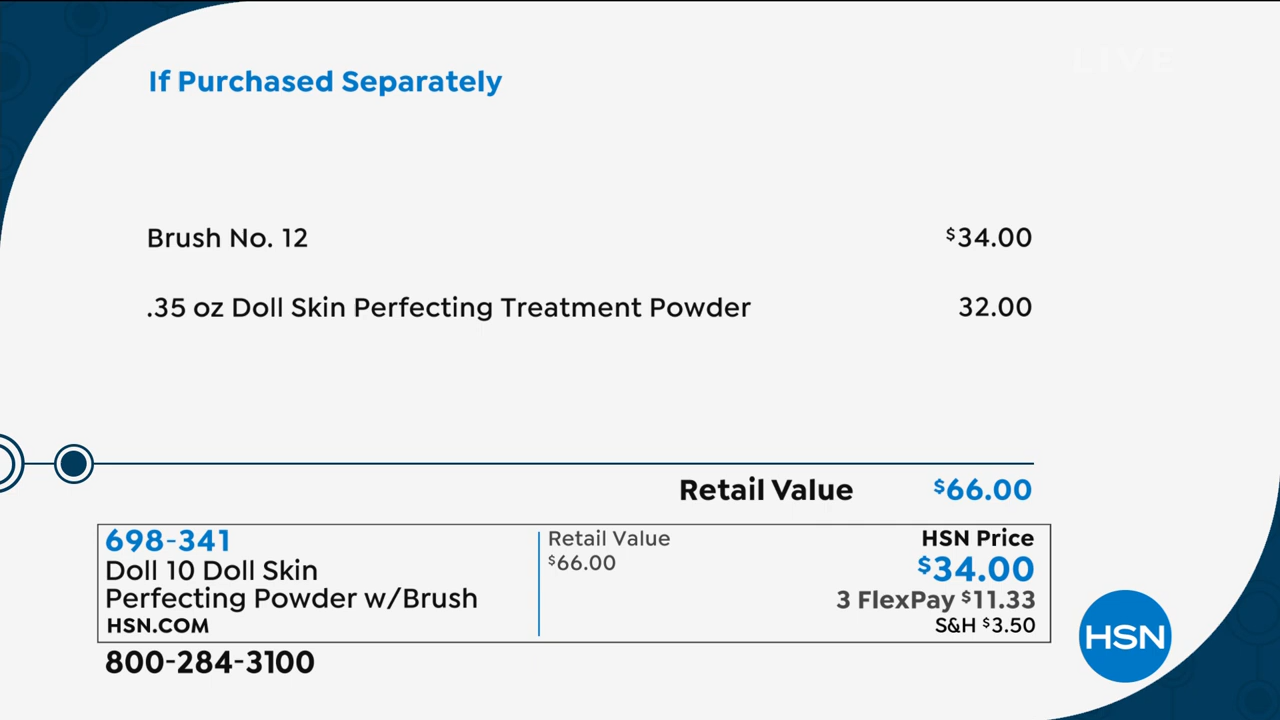 LIVE
If Purchased Separately
Brush No. 12 $34.00
.35 oz Doll Skin Perfecting Treatment Powder 32.00
Retail Value $66.00
698-341
Doll 10 Doll Skin
Perfecting Powder w/Brush
HSN.COM
Retail Value
$66.00
HSN Price
$34.00
3 FlexPay $11.33
S&H $3.50
800-284-3100
HSN